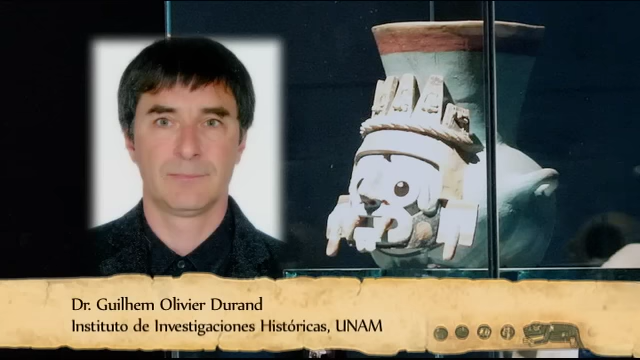 Dr. Guilhem Olivier Durand
Instituto de Investigaciones Históricas, UNAM